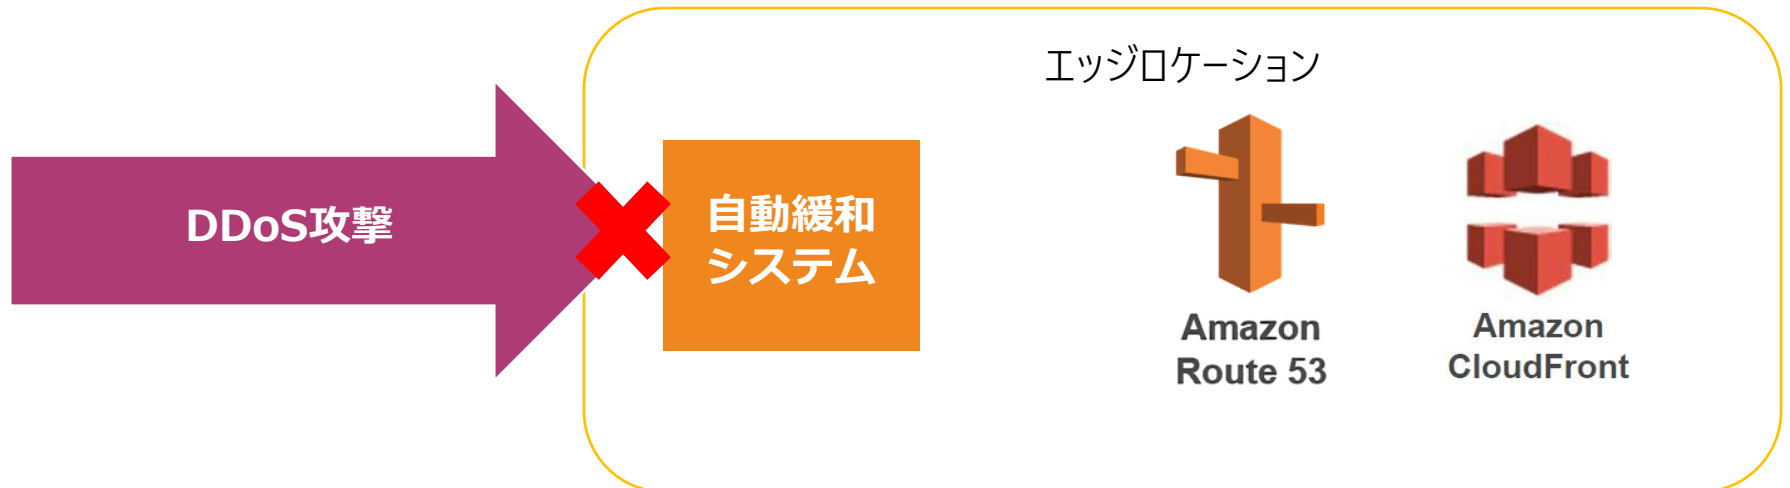 エッジロケーション
DDoS攻撃
自動緩和
システム
Amazon
Route 53
Amazon
CloudFront